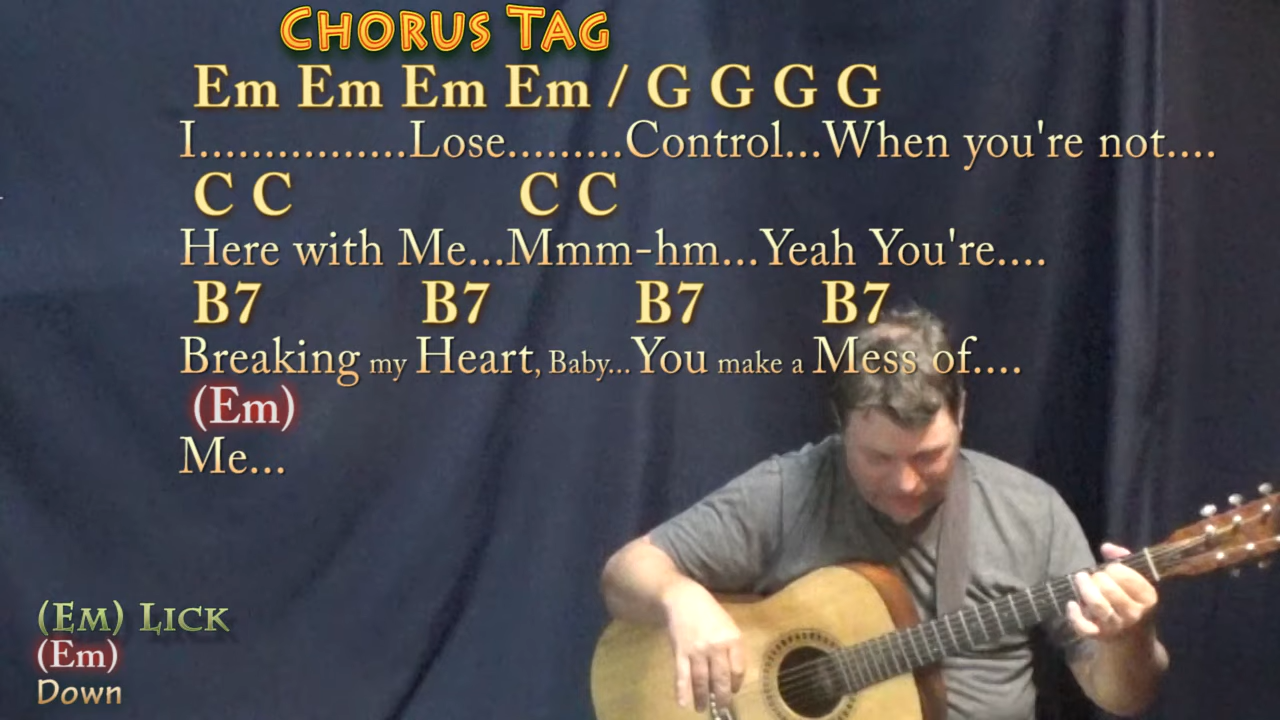 Chorus Tag
Em Em Em Em / G G G G
I................Lose.........Control...When you're not....
C C C C
Here with Me...Mmm-hm...Yeah You're....
B7 B7 B7 B7
Breaking my Heart, Baby...You make a Mess of....
(Em)
Me...
(Em) Lick
(Em)
Down